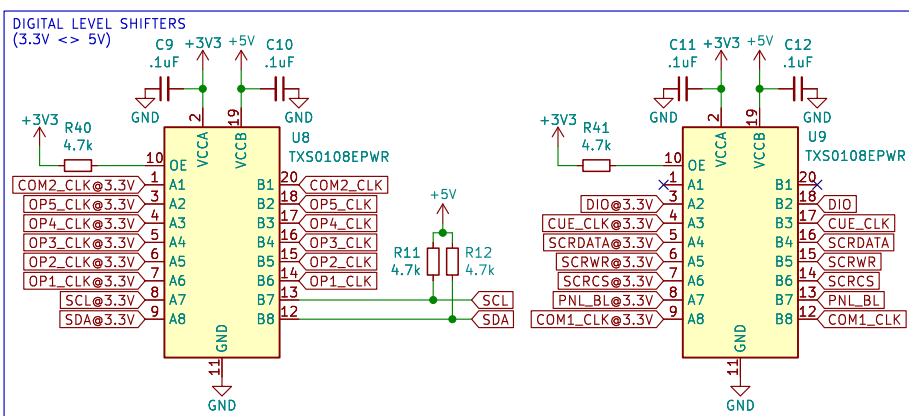 DIGITAL LEVEL SHIFTERS
(3.3V <> 5V)
C9
.1uF
+3V3
+5V
C10
.1uF
GND
GND
+3V3
R40
4.7k
U8
TXS0108EPWR
2
VCCA
19
VCCB
10
OE
COM2_CLK@3.3V 1 A1 B1 20 COM2_CLK
OP5_CLK@3.3V 3 A2 B2 18 OP5_CLK
OP4_CLK@3.3V 4 A3 B3 17 OP4_CLK
OP3_CLK@3.3V 5 A4 B4 16 OP3_CLK
OP2_CLK@3.3V 6 A5 B5 15 OP2_CLK
OP1_CLK@3.3V 7 A6 B6 14 OP1_CLK
SCL@3.3V 8 A7 B7 13 SCL
SDA@3.3V 9 A8 B8 12 SDA
GND
11
GND
+5V
R11
4.7k
R12
4.7k
C11
.1uF
+3V3
+5V
C12
.1uF
GND
GND
+3V3
R41
4.7k
U9
TXS0108EPWR
2
VCCA
19
VCCB
10
OE
1 A1 B1 20
DIO@3.3V 3 A2 B2 18 DIO
CUE_CLK@3.3V 4 A3 B3 17 CUE_CLK
SCRDATA@3.3V 5 A4 B4 16 SCRDATA
SCRWR@3.3V 6 A5 B5 15 SCRWR
SCRCS@3.3V 7 A6 B6 14 SCRCS
PNL_BL@3.3V 8 A7 B7 13 PNL_BL
COM1_CLK@3.3V 9 A8 B8 12 COM1_CLK
GND
11
GND